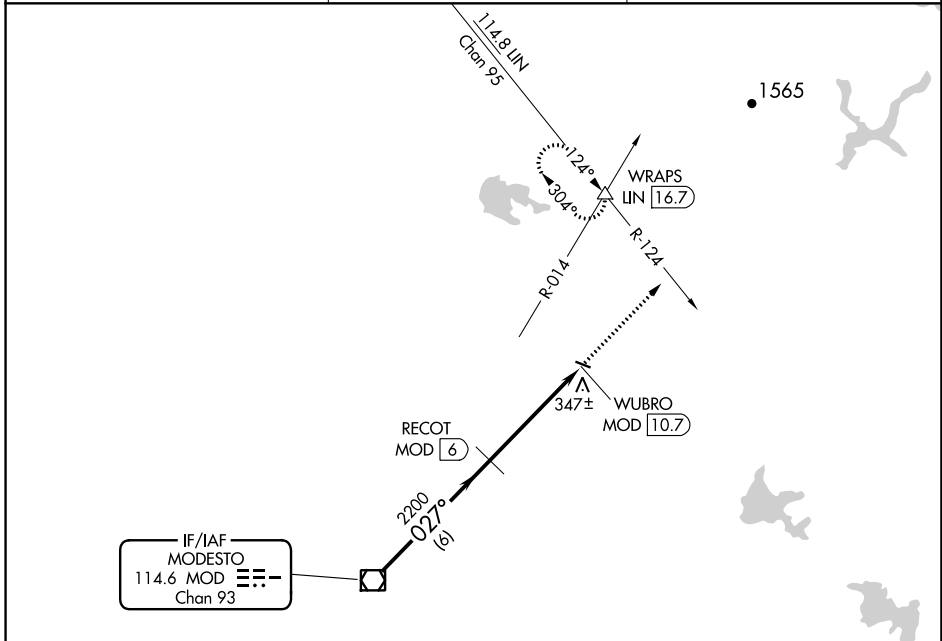 114.8 LIN
Chan 95
1565
124°
304°
WRAPS
LIN 16.7
R-124
R-014
347±
WUBRO
MOD 10.7
RECOT
MOD 6
2200
027°
(6)
IF/IAF
MODESTO
114.6 MOD
Chan 93